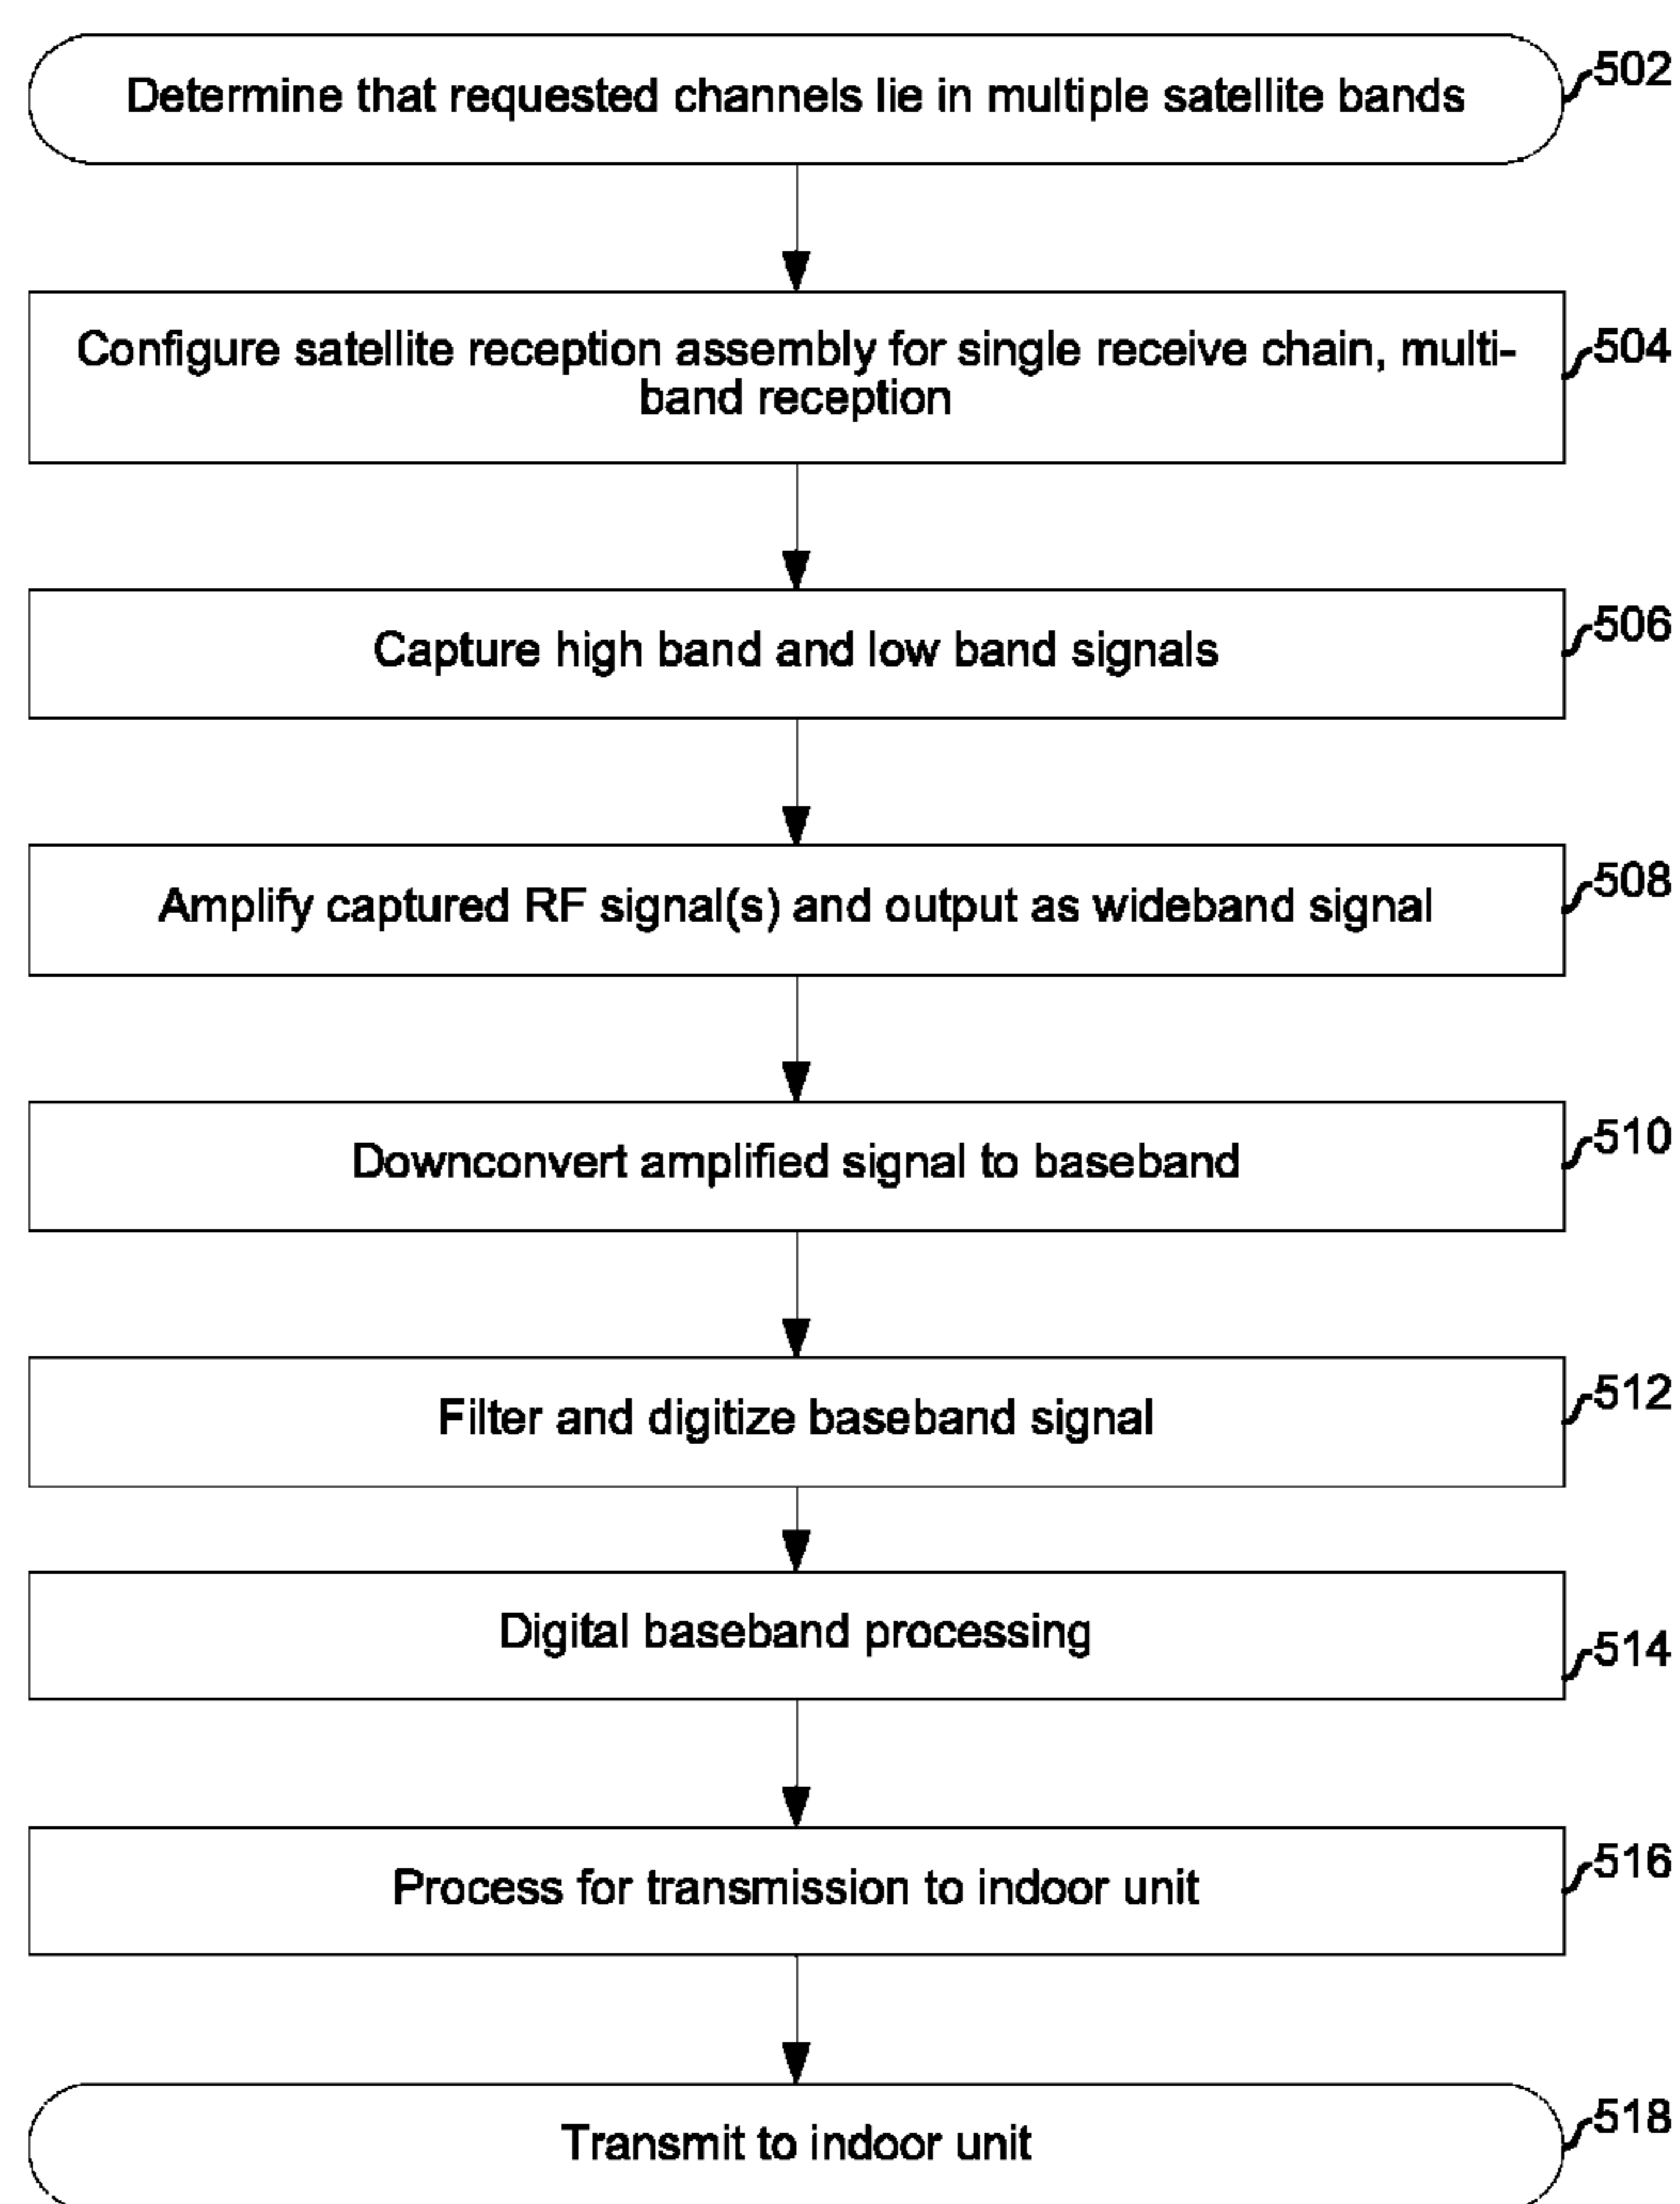 Determine that requested channels lie in multiple satellite bands
502
Configure satellite reception assembly for single receive chain, multi-
band reception
504
Capture high band and low band signals
506
Amplify captured RF signal(s) and output as wideband signal
508
Downconvert amplified signal to baseband
510
Filter and digitize baseband signal
512
Digital baseband processing
514
Process for transmission to indoor unit
516
Transmit to indoor unit
518